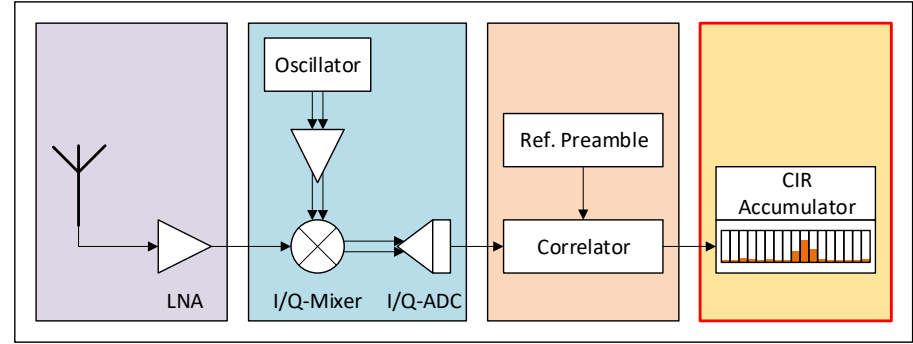 Oscillator
Ref. Preamble
CIR
Accumulator
Correlator
LNA
I/Q-Mixer
I/Q-ADC